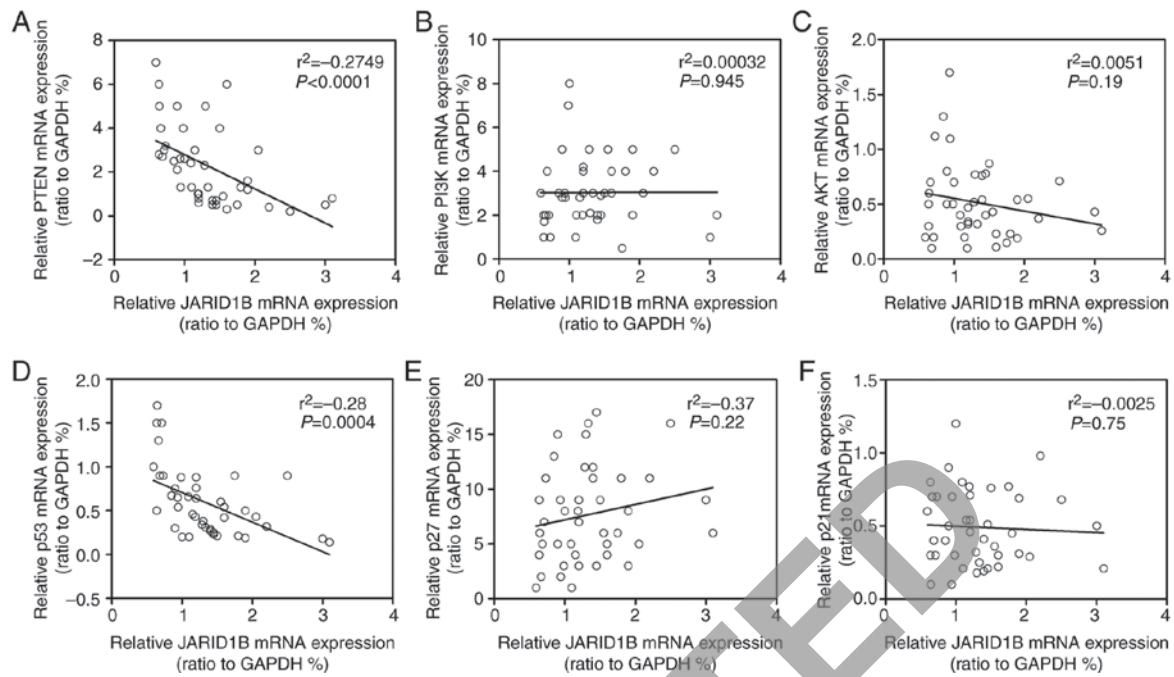 A
Relative PTEN mRNA expression
(ratio to GAPDH %)
8
6
4
2
0
−2
r²=−0.2749
P<0.0001
0 1 2 3 4
Relative JARID1B mRNA expression
(ratio to GAPDH %)
B
Relative PI3K mRNA expression
(ratio to GAPDH %)
10
8
6
4
2
0
r²=0.00032
P=0.945
0 1 2 3 4
Relative JARID1B mRNA expression
(ratio to GAPDH %)
C
Relative AKT mRNA expression
(ratio to GAPDH %)
2.0
1.5
1.0
0.5
0.0
r²=0.0051
P=0.19
0 1 2 3 4
Relative JARID1B mRNA expression
(ratio to GAPDH %)
D
Relative p53 mRNA expression
(ratio to GAPDH %)
2.0
1.5
1.0
0.5
0.0
−0.5
r²=−0.28
P=0.0004
0 1 2 3 4
Relative JARID1B mRNA expression
(ratio to GAPDH %)
E
Relative p27 mRNA expression
(ratio to GAPDH %)
20
15
10
5
0
r²=−0.37
P=0.22
0 1 2 3 4
Relative JARID1B mRNA expression
(ratio to GAPDH %)
F
Relative p21mRNA expression
(ratio to GAPDH %)
1.5
1.0
0.5
0.0
r²=−0.0025
P=0.75
0 1 2 3 4
Relative JARID1B mRNA expression
(ratio to GAPDH %)
TED